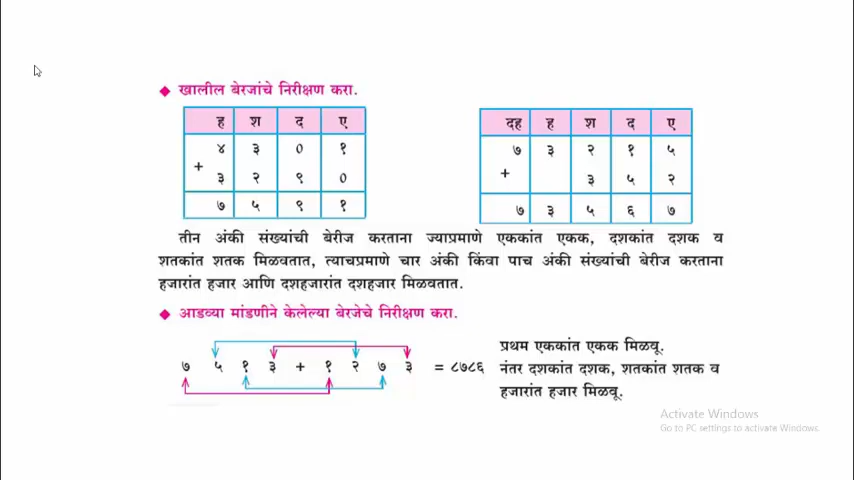 ◆ खालील बेरजांचे निरीक्षण करा.
ह श द ए
४ ३ ० १
+ ३ २ ९ ०
७ ५ ९ १
दह ह श द ए
७ ३ २ १ ५
+ ३ ५ २
७ ३ ५ ६ ७
तीन अंकी संख्यांची बेरीज करताना ज्याप्रमाणे एककांत एकक, दशकांत दशक व
शतकांत शतक मिळवतात, त्याचप्रमाणे चार अंकी किंवा पाच अंकी संख्यांची बेरीज करताना
हजारांत हजार आणि दशहजारांत दशहजार मिळवतात.
◆ आडव्या मांडणीने केलेल्या बेरजेचे निरीक्षण करा.
७ ५ १ ३ + १ २ ७ ३ = ८७८६
प्रथम एककांत एकक मिळवू.
नंतर दशकांत दशक, शतकांत शतक व
हजारांत हजार मिळवू.
Activate Windows
Go to PC settings to activate Windows.